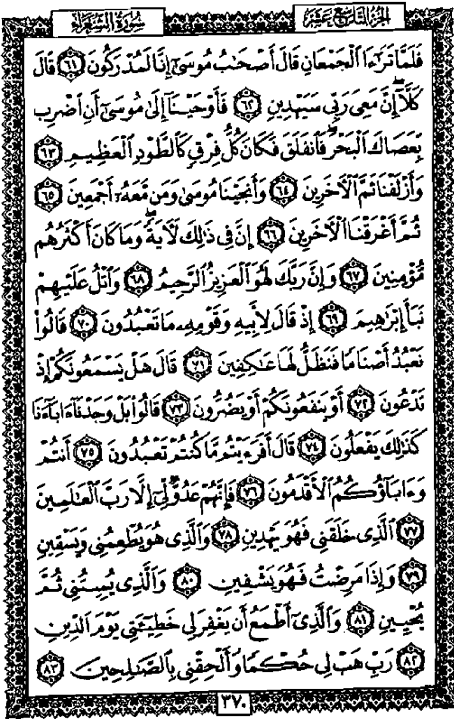 الجزء التاسع عشر
سورة الشعراء
فَلَمَّا تَرَٰٓءَا ٱلْجَمْعَانِ قَالَ أَصْحَٰبُ مُوسَىٰٓ إِنَّا لَمُدْرَكُونَ ٦١ قَالَ
كَلَّآ إِنَّ مَعِىَ رَبِّى سَيَهْدِينِ ٦٢ فَأَوْحَيْنَآ إِلَىٰ مُوسَىٰٓ أَنِ ٱضْرِب
بِّعَصَاكَ ٱلْبَحْرَ فَٱنفَلَقَ فَكَانَ كُلُّ فِرْقٍ كَٱلطَّوْدِ ٱلْعَظِيمِ ٦٣
وَأَزْلَفْنَا ثَمَّ ٱلْأَخَرِينَ ٦٤ وَأَنجَيْنَا مُوسَىٰ وَمَن مَّعَهُۥٓ أَجْمَعِينَ ٦٥
ثُمَّ أَغْرَقْنَا ٱلْأَخَرِينَ ٦٦ إِنَّ فِى ذَٰلِكَ لَأَيَةً وَمَا كَانَ أَكْثَرُهُم
مُّؤْمِنِينَ ٦٧ وَإِنَّ رَبَّكَ لَهُوَ ٱلْعَزِيزُ ٱلرَّحِيمُ ٦٨ وَٱتْلُ عَلَيْهِمْ
نَبَأَ إِبْرَٰهِيمَ ٦٩ إِذْ قَالَ لِأَبِيهِ وَقَوْمِهِۦ مَا تَعْبُدُونَ ٧٠ قَالُوا۟
نَعْبُدُ أَصْنَامًا فَنَظَلُّ لَهَا عَٰكِفِينَ ٧١ قَالَ هَلْ يَسْمَعُونَكُمْ إِذْ
تَدْعُونَ ٧٢ أَوْ يَنفَعُونَكُمْ أَوْ يَضُرُّونَ ٧٣ قَالُوا۟ بَلْ وَجَدْنَآ ءَابَآءَنَا
كَذَٰلِكَ يَفْعَلُونَ ٧٤ قَالَ أَفَرَءَيْتُم مَّا كُنتُمْ تَعْبُدُونَ ٧٥ أَنتُمْ
وَءَابَآؤُكُمُ ٱلْأَقْدَمُونَ ٧٦ فَإِنَّهُمْ عَدُوٌّ لِّىٓ إِلَّا رَبَّ ٱلْعَٰلَمِينَ
٧٧ ٱلَّذِى خَلَقَنِى فَهُوَ يَهْدِينِ ٧٨ وَٱلَّذِى هُوَ يُطْعِمُنِى وَيَسْقِينِ
٧٩ وَإِذَا مَرِضْتُ فَهُوَ يَشْفِينِ ٨٠ وَٱلَّذِى يُمِيتُنِى ثُمَّ
يُحْيِينِ ٨١ وَٱلَّذِىٓ أَطْمَعُ أَن يَغْفِرَ لِى خَطِيٓـَٔتِى يَوْمَ ٱلدِّينِ
٨٢ رَبِّ هَبْ لِى حُكْمًا وَأَلْحِقْنِى بِٱلصَّٰلِحِينَ ٨٣
٣٧٠